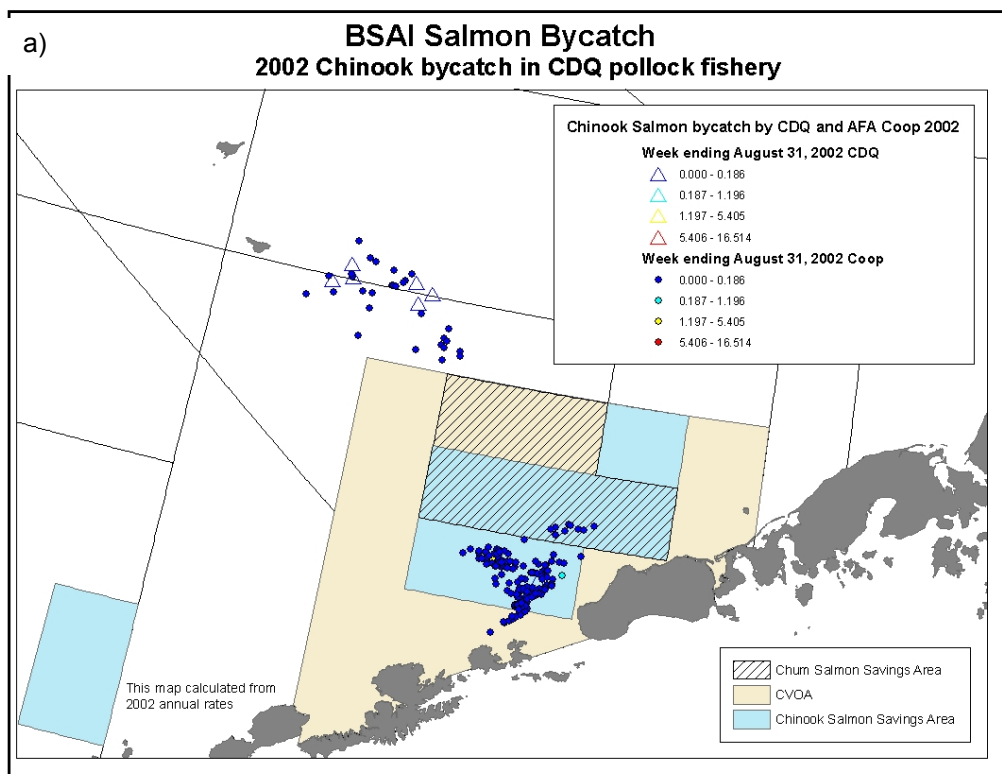 a)
BSAI Salmon Bycatch
2002 Chinook bycatch in CDQ pollock fishery
Chinook Salmon bycatch by CDQ and AFA Coop 2002
Week ending August 31, 2002 CDQ
0.000 - 0.186
0.187 - 1.196
1.197 - 5.405
5.406 - 16.514
Week ending August 31, 2002 Coop
0.000 - 0.186
0.187 - 1.196
1.197 - 5.405
5.406 - 16.514
This map calculated from
2002 annual rates
Chum Salmon Savings Area
CVOA
Chinook Salmon Savings Area